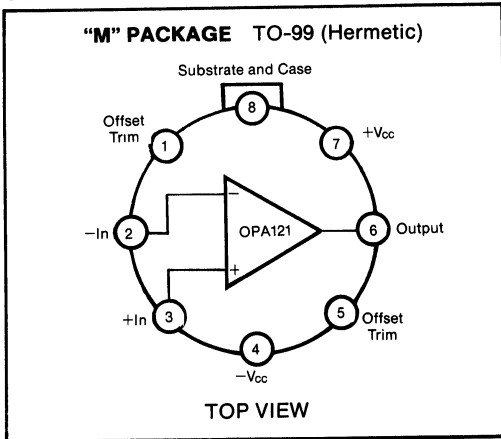 “M” PACKAGE TO-99 (Hermetic)
Substrate and Case
8
Offset
Trim
1
7
+Vcc
−In
2
−
OPA121
6
Output
+
+In
3
5
Offset
Trim
4
−Vcc
TOP VIEW